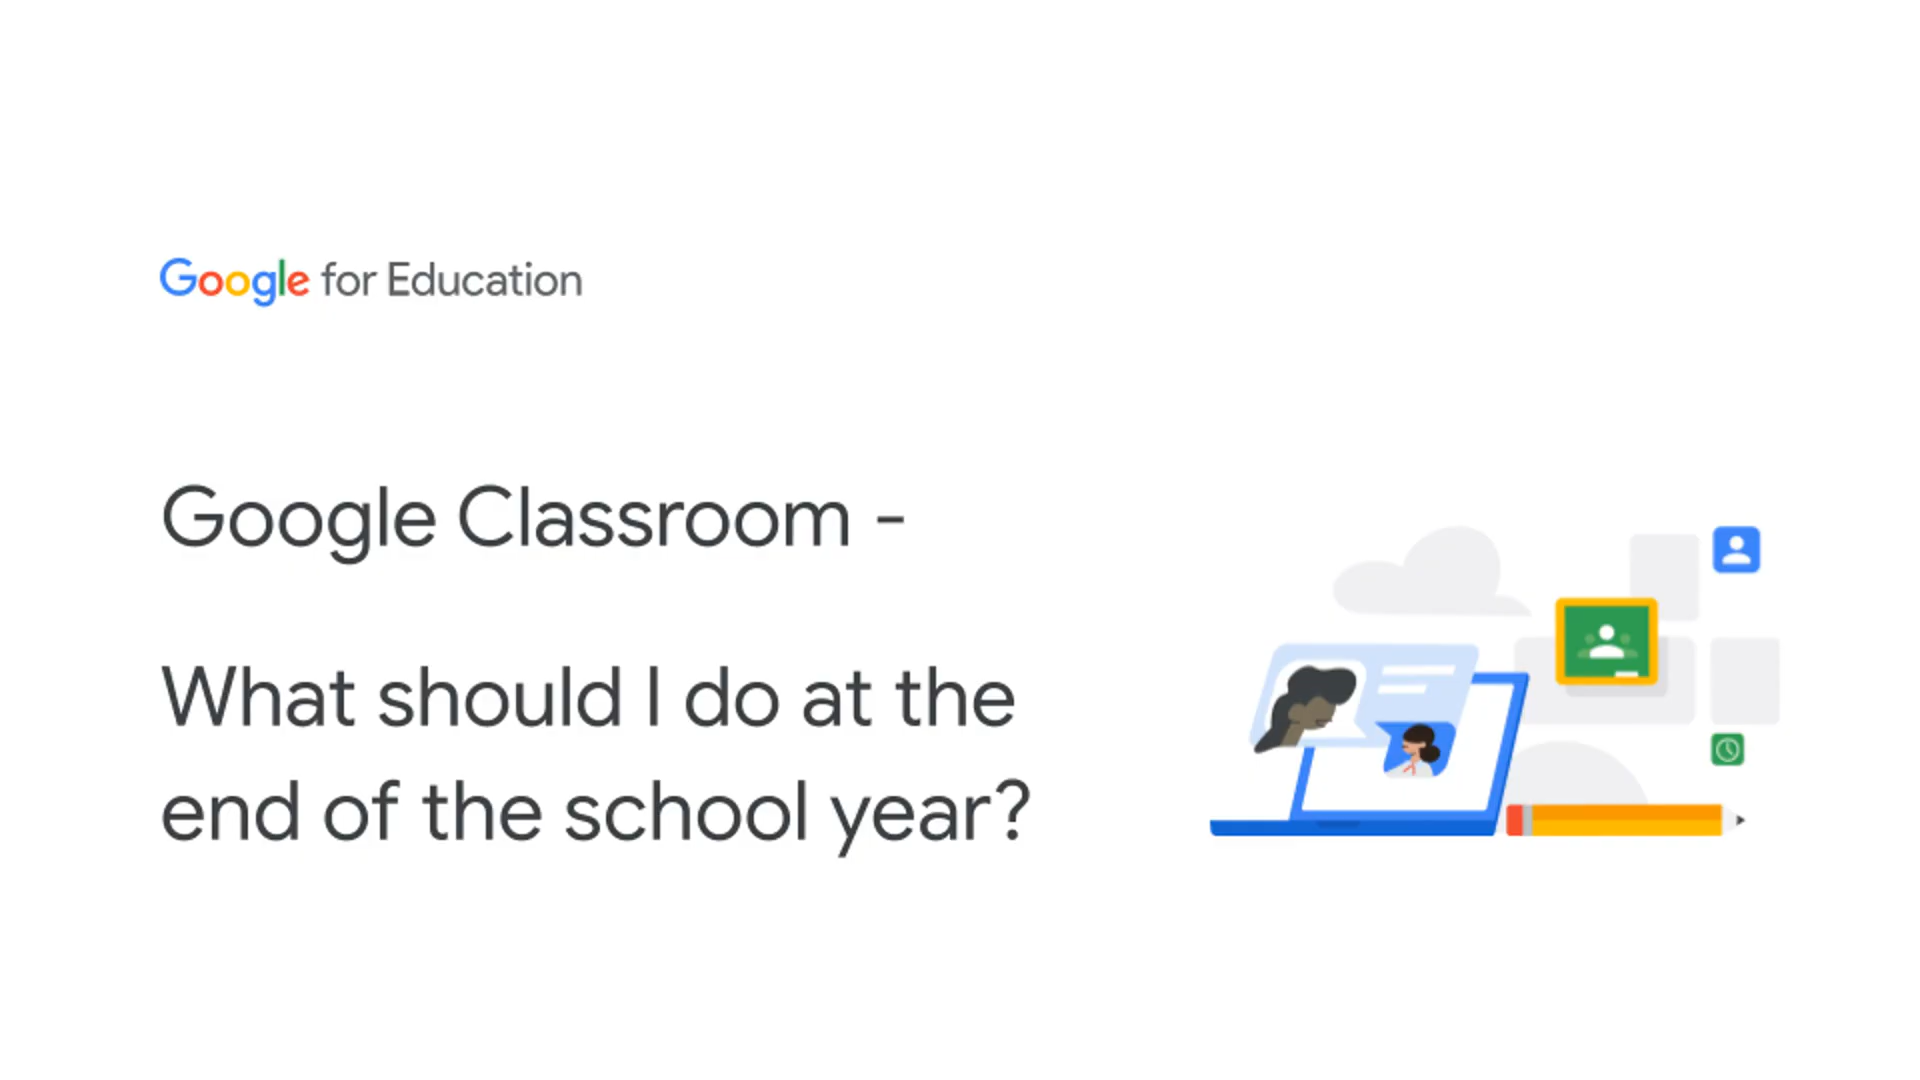 Google for Education
Google Classroom -
What should I do at the
end of the school year?